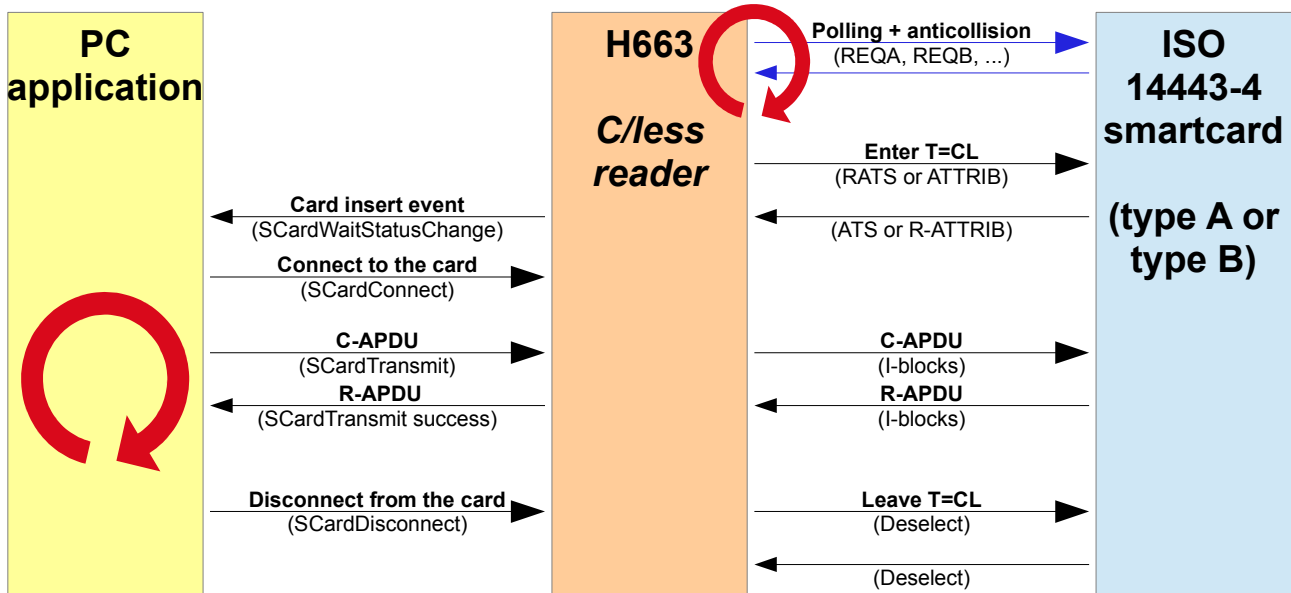 PC
application
H663
C/less
reader
ISO
14443-4
smartcard
(type A or
type B)
Polling + anticollision
(REQA, REQB, ...)
Enter T=CL
(RATS or ATTRIB)
Card insert event
(SCardWaitStatusChange)
(ATS or R-ATTRIB)
Connect to the card
(SCardConnect)
C-APDU
(SCardTransmit)
C-APDU
(I-blocks)
R-APDU
(SCardTransmit success)
R-APDU
(I-blocks)
Disconnect from the card
(SCardDisconnect)
Leave T=CL
(Deselect)
(Deselect)